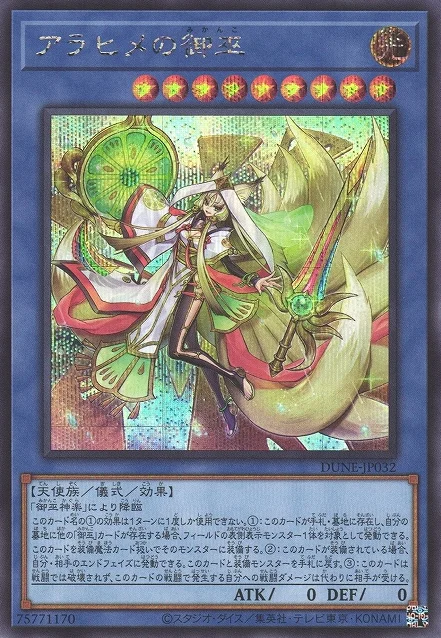 アラヒメの御巫
みかんこ
光
DUNE-JP032
【天使族／儀式／効果】
「御巫神楽」により降臨
このカード名の①の効果は1ターンに1度しか使用できない。①：このカードが手札・墓地に存在し、自分の
墓地に他の「御巫」カードが存在する場合、フィールドの表側表示モンスター1体を対象として発動できる。
このカードを装備魔法カード扱いでそのモンスターに装備する。②：このカードが装備されている場合、
自分・相手のエンドフェイズに発動できる。このカードと装備モンスターを手札に戻す。③：このカードは
戦闘では破壊されず、このカードの戦闘で発生する自分への戦闘ダメージは代わりに相手が受ける。
ATK/ 0 DEF/ 0
75771170
©スタジオ・ダイス／集英社・テレビ東京・KONAMI